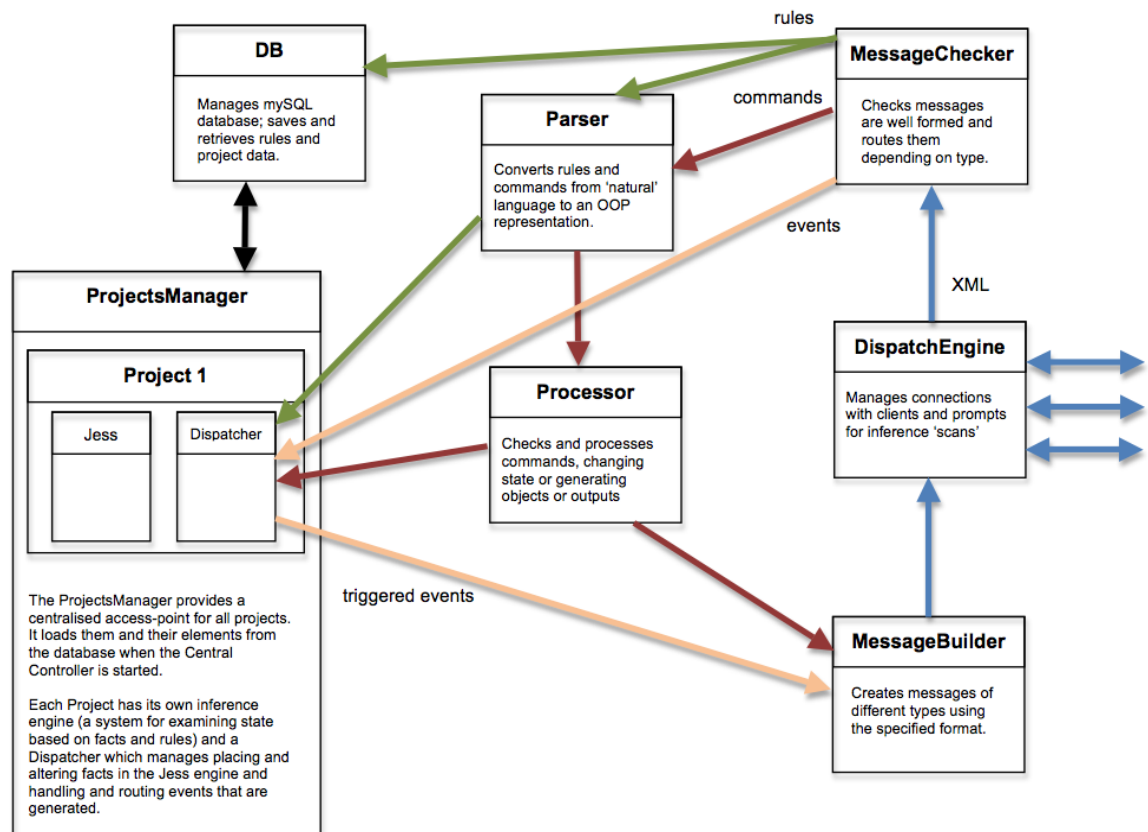 rules
DB
MessageChecker
Manages mySQL
database; saves and
retrieves rules and
project data.
commands
Parser
Checks messages
are well formed and
routes them
depending on type.
Converts rules and
commands from 'natural'
language to an OOP
representation.
events
ProjectsManager
XML
Project 1
DispatchEngine
Processor
Jess
Dispatcher
Manages connections
with clients and prompts
for inference 'scans'
Checks and processes
commands, changing
state or generating
objects or outputs
triggered events
The ProjectsManager provides a
centralised access-point for all projects.
It loads them and their elements from
the database when the Central
Controller is started.
Each Project has its own inference
engine (a system for examining state
based on facts and rules) and a
Dispatcher which manages placing and
altering facts in the Jess engine and
handling and routing events that are
generated.
MessageBuilder
Creates messages of
different types using
the specified format.